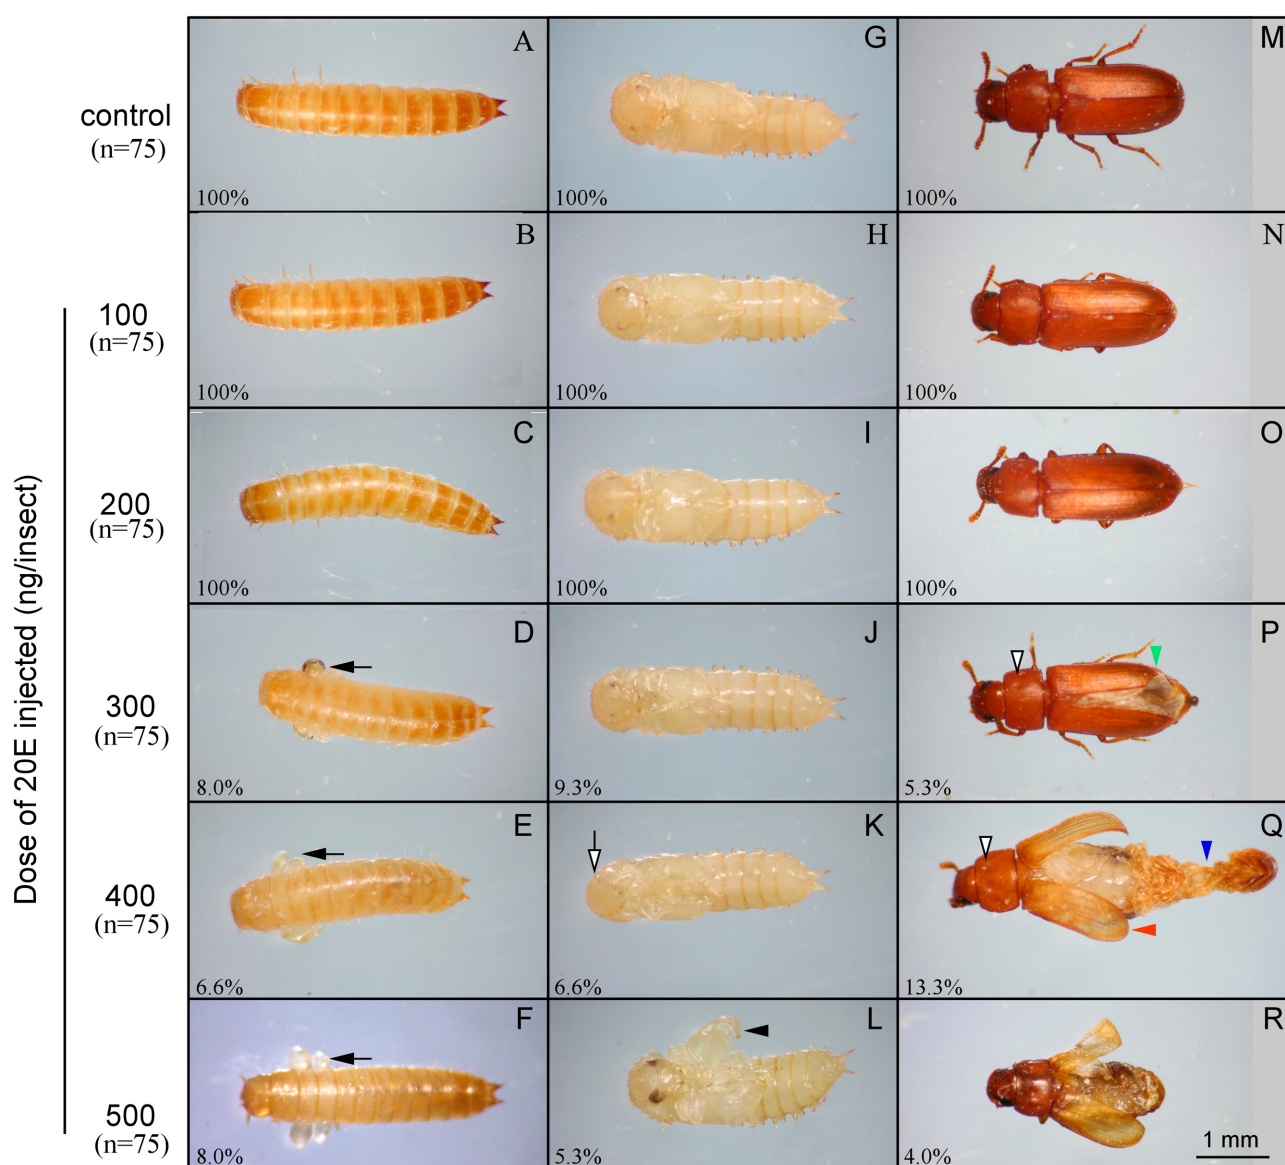 A
G
M
control
(n=75)
100%
100%
100%
B
H
N
100
(n=75)
100%
100%
100%
C
I
O
200
(n=75)
100%
100%
100%
D
J
P
300
(n=75)
8.0%
9.3%
5.3%
E
K
Q
400
(n=75)
6.6%
6.6%
13.3%
F
L
R
500
(n=75)
8.0%
5.3%
4.0%
1 mm
Dose of 20E injected (ng/insect)